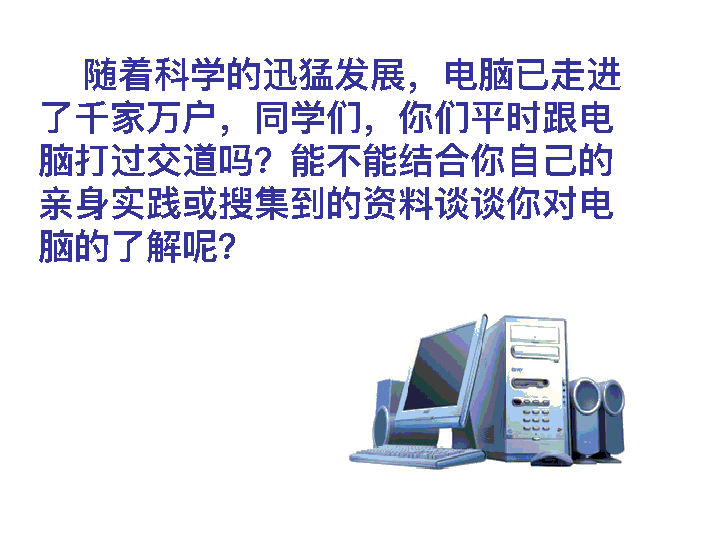 随着科学的迅猛发展，电脑已走进
了千家万户，同学们，你们平时跟电
脑打过交道吗？能不能结合你自己的
亲身实践或搜集到的资料谈谈你对电
脑的了解呢？